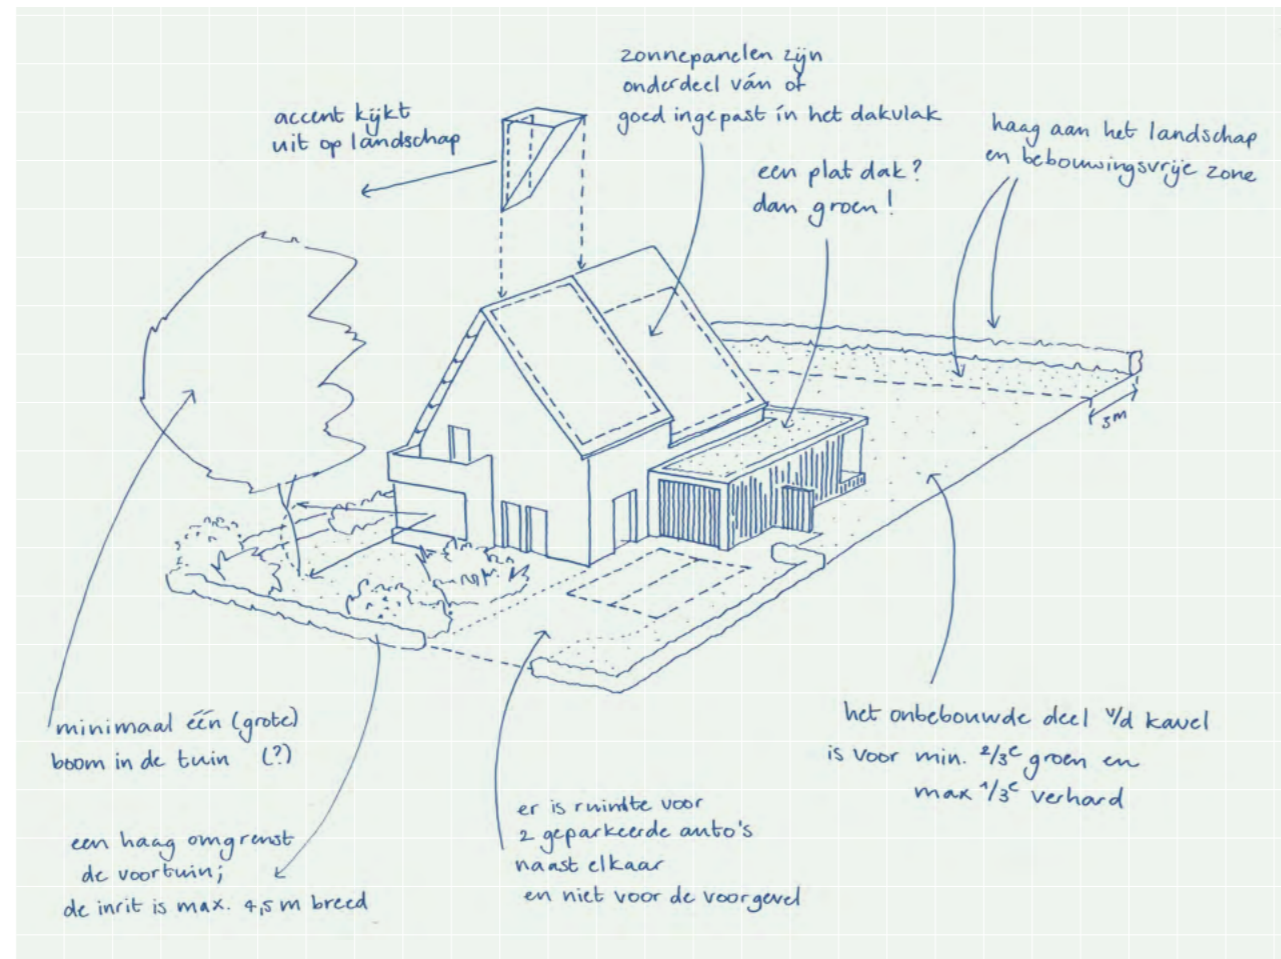 zonnepanelen zijn
onderdeel ván of
goed ingepast ín het dakvlak
accent kijkt
uit op landschap
haag aan het landschap
en bebouwingsvrije zone
een plat dak?
dan groen!
3m
minimaal één (grote)
boom in de tuin (?)
het onbebouwde deel v/d kavel
is voor min. 2/3e groen en
max 1/3e verhard
er is ruimte voor
2 geparkeerde auto's
naast elkaar
en niet voor de voorgevel
een haag omgrenst
de voortuin;
de inrit is max. 4,5 m breed